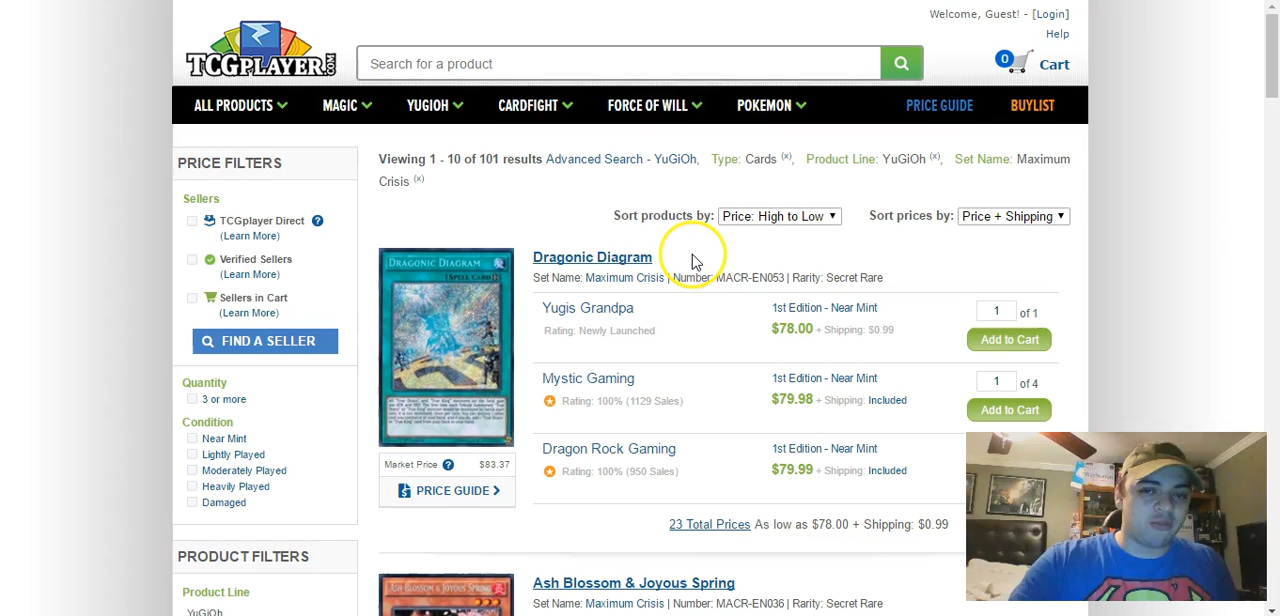 Welcome, Guest! - [Login]
Help
TCGPLAYER.COM
Search for a product
0 Cart
ALL PRODUCTS MAGIC YUGIOH CARDFIGHT FORCE OF WILL POKEMON PRICE GUIDE BUYLIST
PRICE FILTERS
Sellers
TCGplayer Direct ?
(Learn More)
Verified Sellers
(Learn More)
Sellers in Cart
(Learn More)
FIND A SELLER
Quantity
3 or more
Condition
Near Mint
Lightly Played
Moderately Played
Heavily Played
Damaged
PRODUCT FILTERS
Product Line
YuGiOh
Viewing 1 - 10 of 101 results Advanced Search - YuGiOh, Type: Cards (x), Product Line: YuGiOh (x), Set Name: Maximum
Crisis (x)
Sort products by: Price: High to Low Sort prices by: Price + Shipping
DRAGONIC DIAGRAM
[SPELL CARD]
Market Price ? $83.37
PRICE GUIDE
Dragonic Diagram
Set Name: Maximum Crisis | Number: MACR-EN053 | Rarity: Secret Rare
Yugis Grandpa 1st Edition - Near Mint 1 of 1
Rating: Newly Launched $78.00 + Shipping: $0.99 Add to Cart
Mystic Gaming 1st Edition - Near Mint 1 of 4
Rating: 100% (1129 Sales) $79.98 + Shipping: Included Add to Cart
Dragon Rock Gaming 1st Edition - Near Mint
Rating: 100% (950 Sales) $79.99 + Shipping: Included
23 Total Prices As low as $78.00 + Shipping: $0.99
ASH BLOSSOM & JOYOUS SPRING
Ash Blossom & Joyous Spring
Set Name: Maximum Crisis | Number: MACR-EN036 | Rarity: Secret Rare